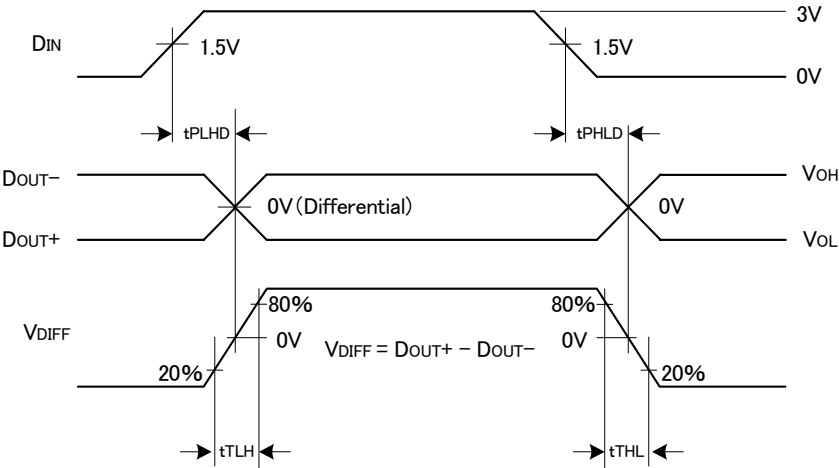 3V
DIN
1.5V
1.5V
0V
tPLHD
tPHLD
DOUT−
VOH
0V(Differential)
0V
DOUT+
VOL
80%
80%
VDIFF
0V
VDIFF = DOUT+ − DOUT−
0V
20%
20%
tTLH
tTHL